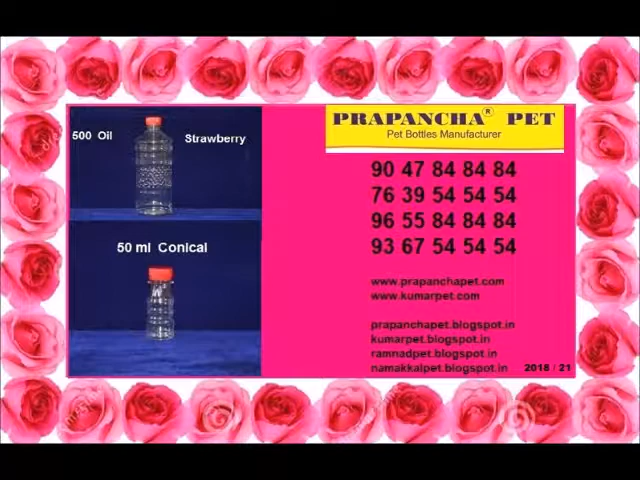 500 Oil
Strawberry
50 ml Conical
PRAPANCHA® PET
Pet Bottles Manufacturer
90 47 84 84 84
76 39 54 54 54
96 55 84 84 84
93 67 54 54 54
www.prapanchapet.com
www.kumarpet.com
prapanchapet.blogspot.in
kumarpet.blogspot.in
ramnadpet.blogspot.in
namakkalpet.blogspot.in
2018 / 21